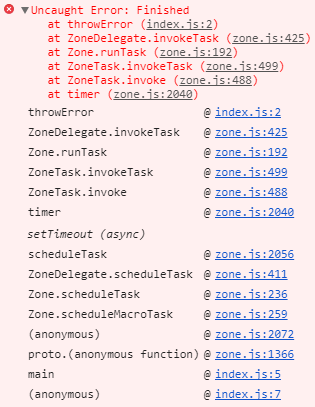 Uncaught Error: Finished
at throwError (index.js:2)
at ZoneDelegate.invokeTask (zone.js:425)
at Zone.runTask (zone.js:192)
at ZoneTask.invokeTask (zone.js:499)
at ZoneTask.invoke (zone.js:488)
at timer (zone.js:2040)
throwError @ index.js:2
ZoneDelegate.invokeTask @ zone.js:425
Zone.runTask @ zone.js:192
ZoneTask.invokeTask @ zone.js:499
ZoneTask.invoke @ zone.js:488
timer @ zone.js:2040
setTimeout (async)
scheduleTask @ zone.js:2056
ZoneDelegate.scheduleTask @ zone.js:411
Zone.scheduleTask @ zone.js:236
Zone.scheduleMacroTask @ zone.js:259
(anonymous) @ zone.js:2072
proto.(anonymous function) @ zone.js:1366
main @ index.js:5
(anonymous) @ index.js:7